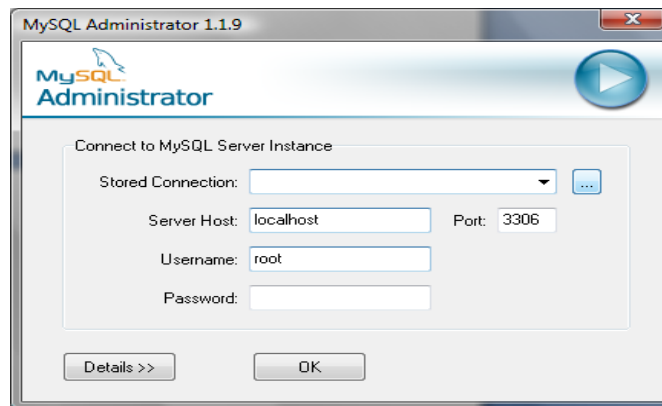 MySQL Administrator 1.1.9
MySQL
Administrator
Connect to MySQL Server Instance
Stored Connection: ...
Server Host: localhost Port: 3306
Username: root
Password:
Details >> OK